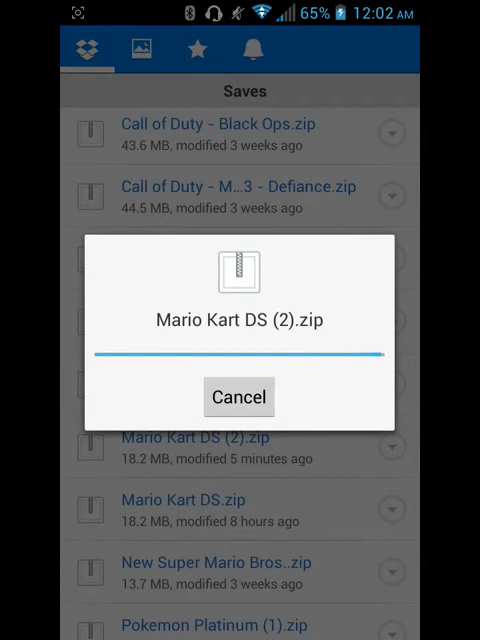 65% 12:02 AM
Saves
Call of Duty - Black Ops.zip
43.6 MB, modified 3 weeks ago
Call of Duty - M...3 - Defiance.zip
44.5 MB, modified 3 weeks ago
Mario Kart DS (2).zip
Cancel
Mario Kart DS (2).zip
18.2 MB, modified 5 minutes ago
Mario Kart DS.zip
18.2 MB, modified 8 hours ago
New Super Mario Bros..zip
13.7 MB, modified 3 weeks ago
Pokemon Platinum (1).zip